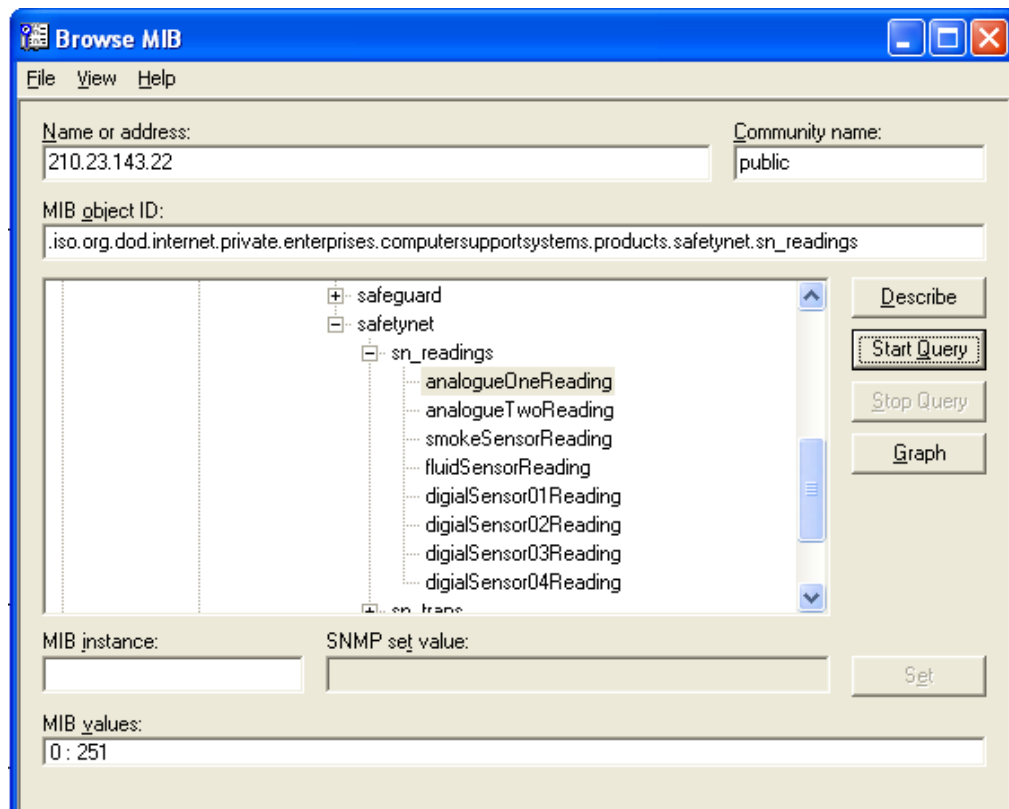 Browse MIB
File View Help
Name or address:
Community name:
210.23.143.22
public
MIB object ID:
.iso.org.dod.internet.private.enterprises.computersupportsystems.products.safetynet.sn_readings
safeguard
Describe
safetynet
sn_readings
Start Query
analogueOneReading
analogueTwoReading
Stop Query
smokeSensorReading
Graph
fluidSensorReading
digialSensor01Reading
digialSensor02Reading
digialSensor03Reading
digialSensor04Reading
sn_traps
MIB instance:
SNMP set value:
Set
MIB values:
0 : 251